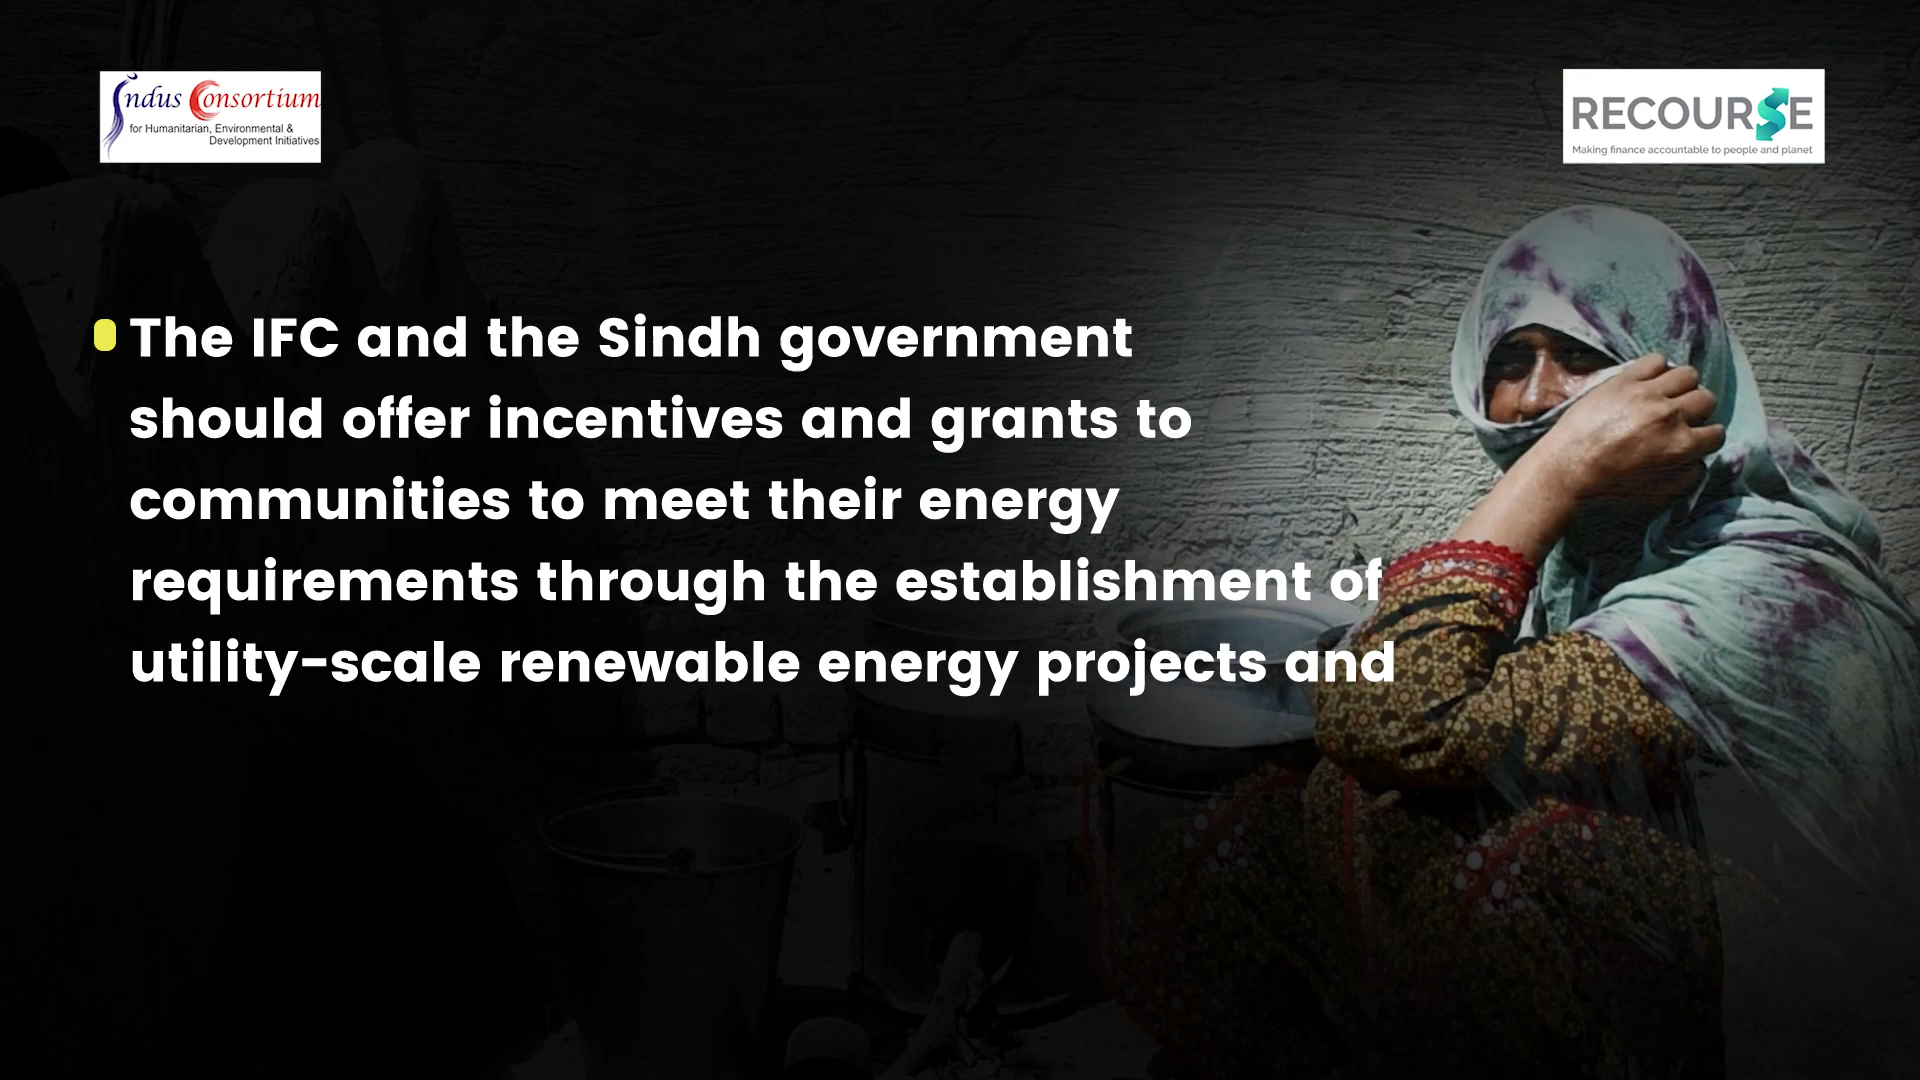 Indus Consortium
for Humanitarian, Environmental &
Development Initiatives
RECOURSE
Making finance accountable to people and planet
The IFC and the Sindh government
should offer incentives and grants to
communities to meet their energy
requirements through the establishment of
utility-scale renewable energy projects and